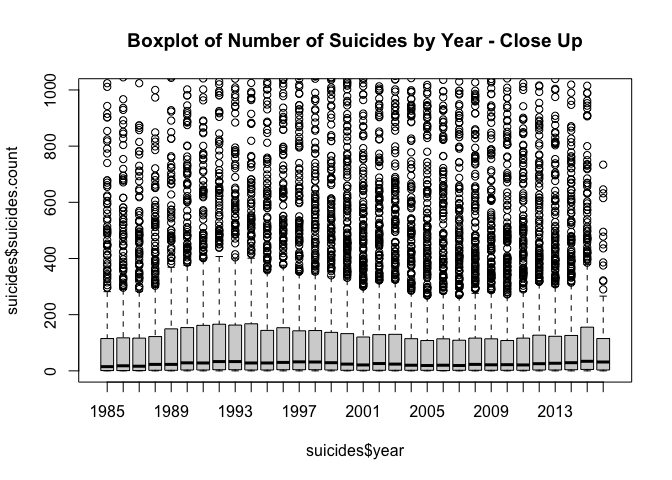 Boxplot of Number of Suicides by Year - Close Up
suicides$suicides.count
1000
800
600
400
200
0
1985 1989 1993 1997 2001 2005 2009 2013
suicides$year